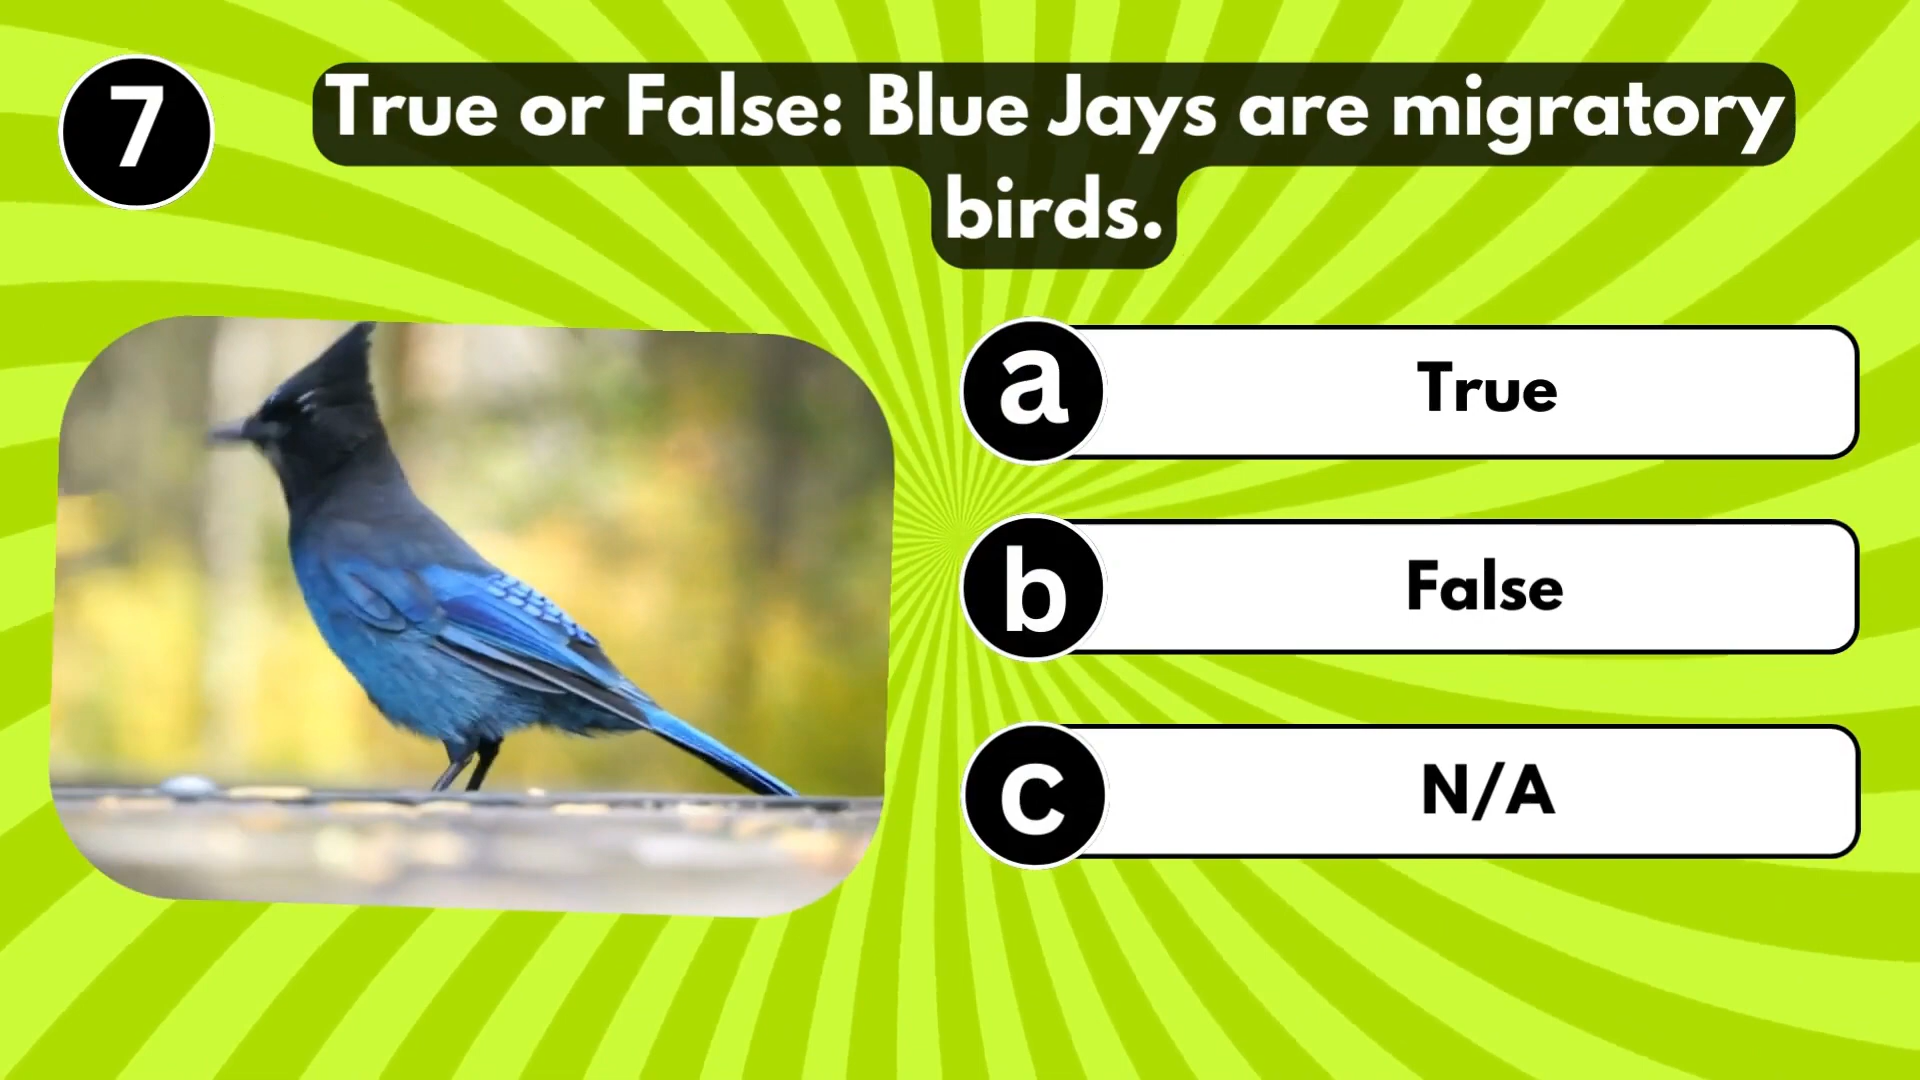 7
True or False: Blue Jays are migratory
birds.
a
True
b
False
c
N/A